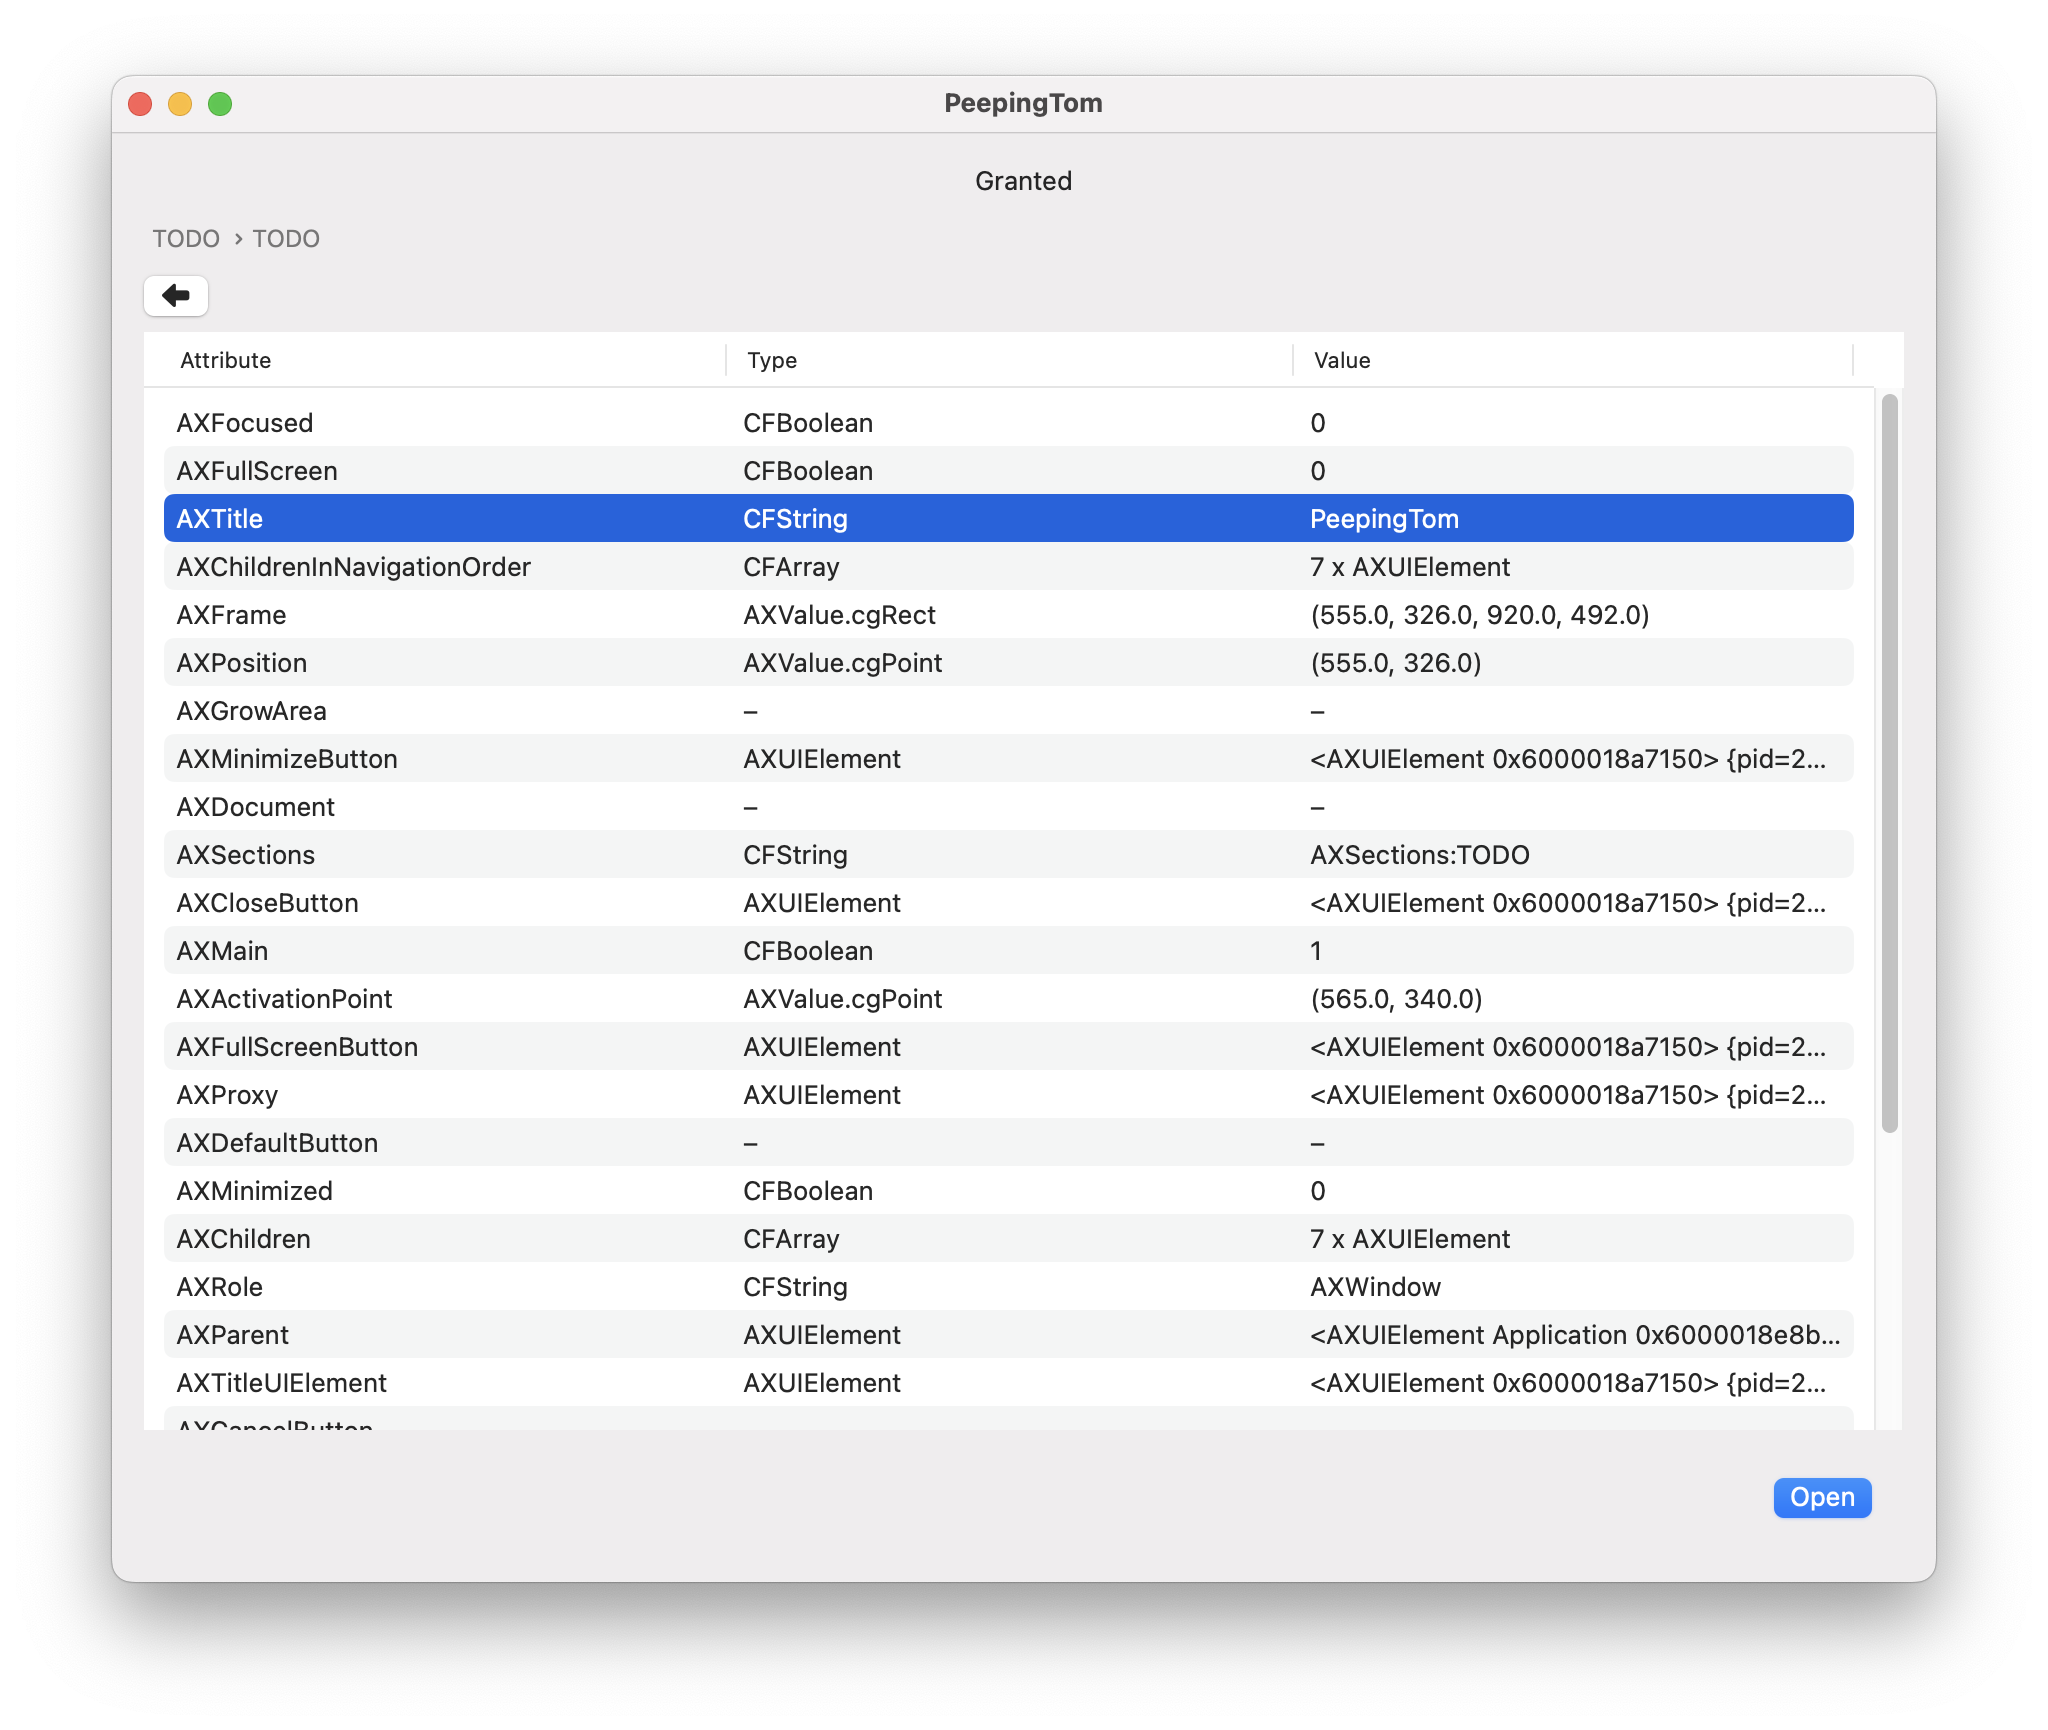 PeepingTom
Granted
TODO › TODO
Attribute Type Value
AXFocused CFBoolean 0
AXFullScreen CFBoolean 0
AXTitle CFString PeepingTom
AXChildrenInNavigationOrder CFArray 7 x AXUIElement
AXFrame AXValue.cgRect (555.0, 326.0, 920.0, 492.0)
AXPosition AXValue.cgPoint (555.0, 326.0)
AXGrowArea – –
AXMinimizeButton AXUIElement <AXUIElement 0x6000018a7150> {pid=2...
AXDocument – –
AXSections CFString AXSections:TODO
AXCloseButton AXUIElement <AXUIElement 0x6000018a7150> {pid=2...
AXMain CFBoolean 1
AXActivationPoint AXValue.cgPoint (565.0, 340.0)
AXFullScreenButton AXUIElement <AXUIElement 0x6000018a7150> {pid=2...
AXProxy AXUIElement <AXUIElement 0x6000018a7150> {pid=2...
AXDefaultButton – –
AXMinimized CFBoolean 0
AXChildren CFArray 7 x AXUIElement
AXRole CFString AXWindow
AXParent AXUIElement <AXUIElement Application 0x6000018e8b...
AXTitleUIElement AXUIElement <AXUIElement 0x6000018a7150> {pid=2...
AXCancelButton
Open